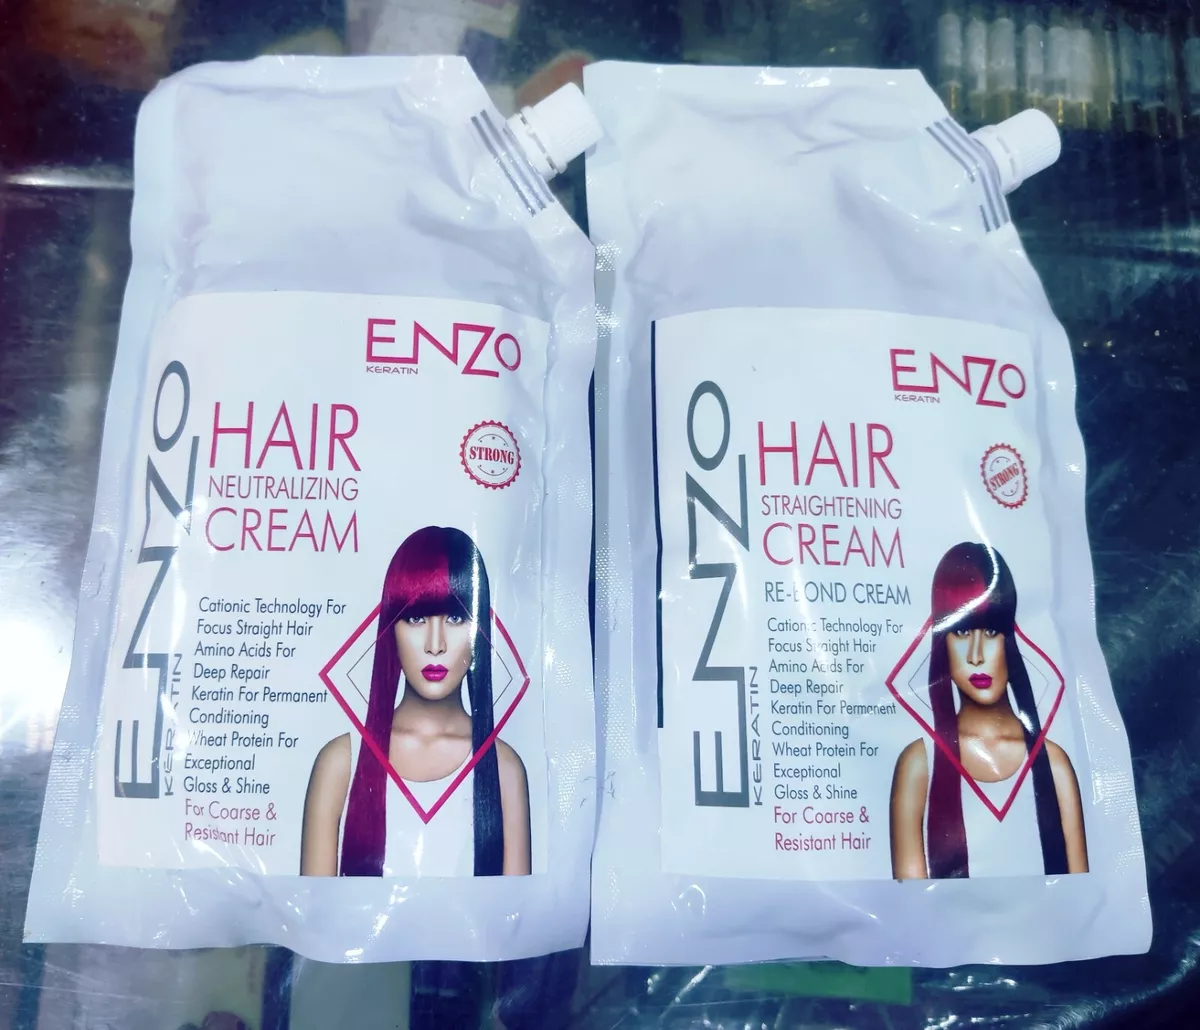 ENZO
KERATIN
ENZO
KERATIN
HAIR
NEUTRALIZING
CREAM
STRONG
Cationic Technology For
Focus Straight Hair
Amino Acids For
Deep Repair
Keratin For Permanent
Conditioning
Wheat Protein For
Exceptional
Gloss & Shine
For Coarse &
Resistant Hair
ENZO
KERATIN
ENZO
KERATIN
HAIR
STRAIGHTENING
CREAM
RE-BOND CREAM
STRONG
Cationic Technology For
Focus Straight Hair
Amino Acids For
Deep Repair
Keratin For Permenent
Conditioning
Wheat Protein For
Exceptional
Gloss & Shine
For Coarse &
Resistant Hair